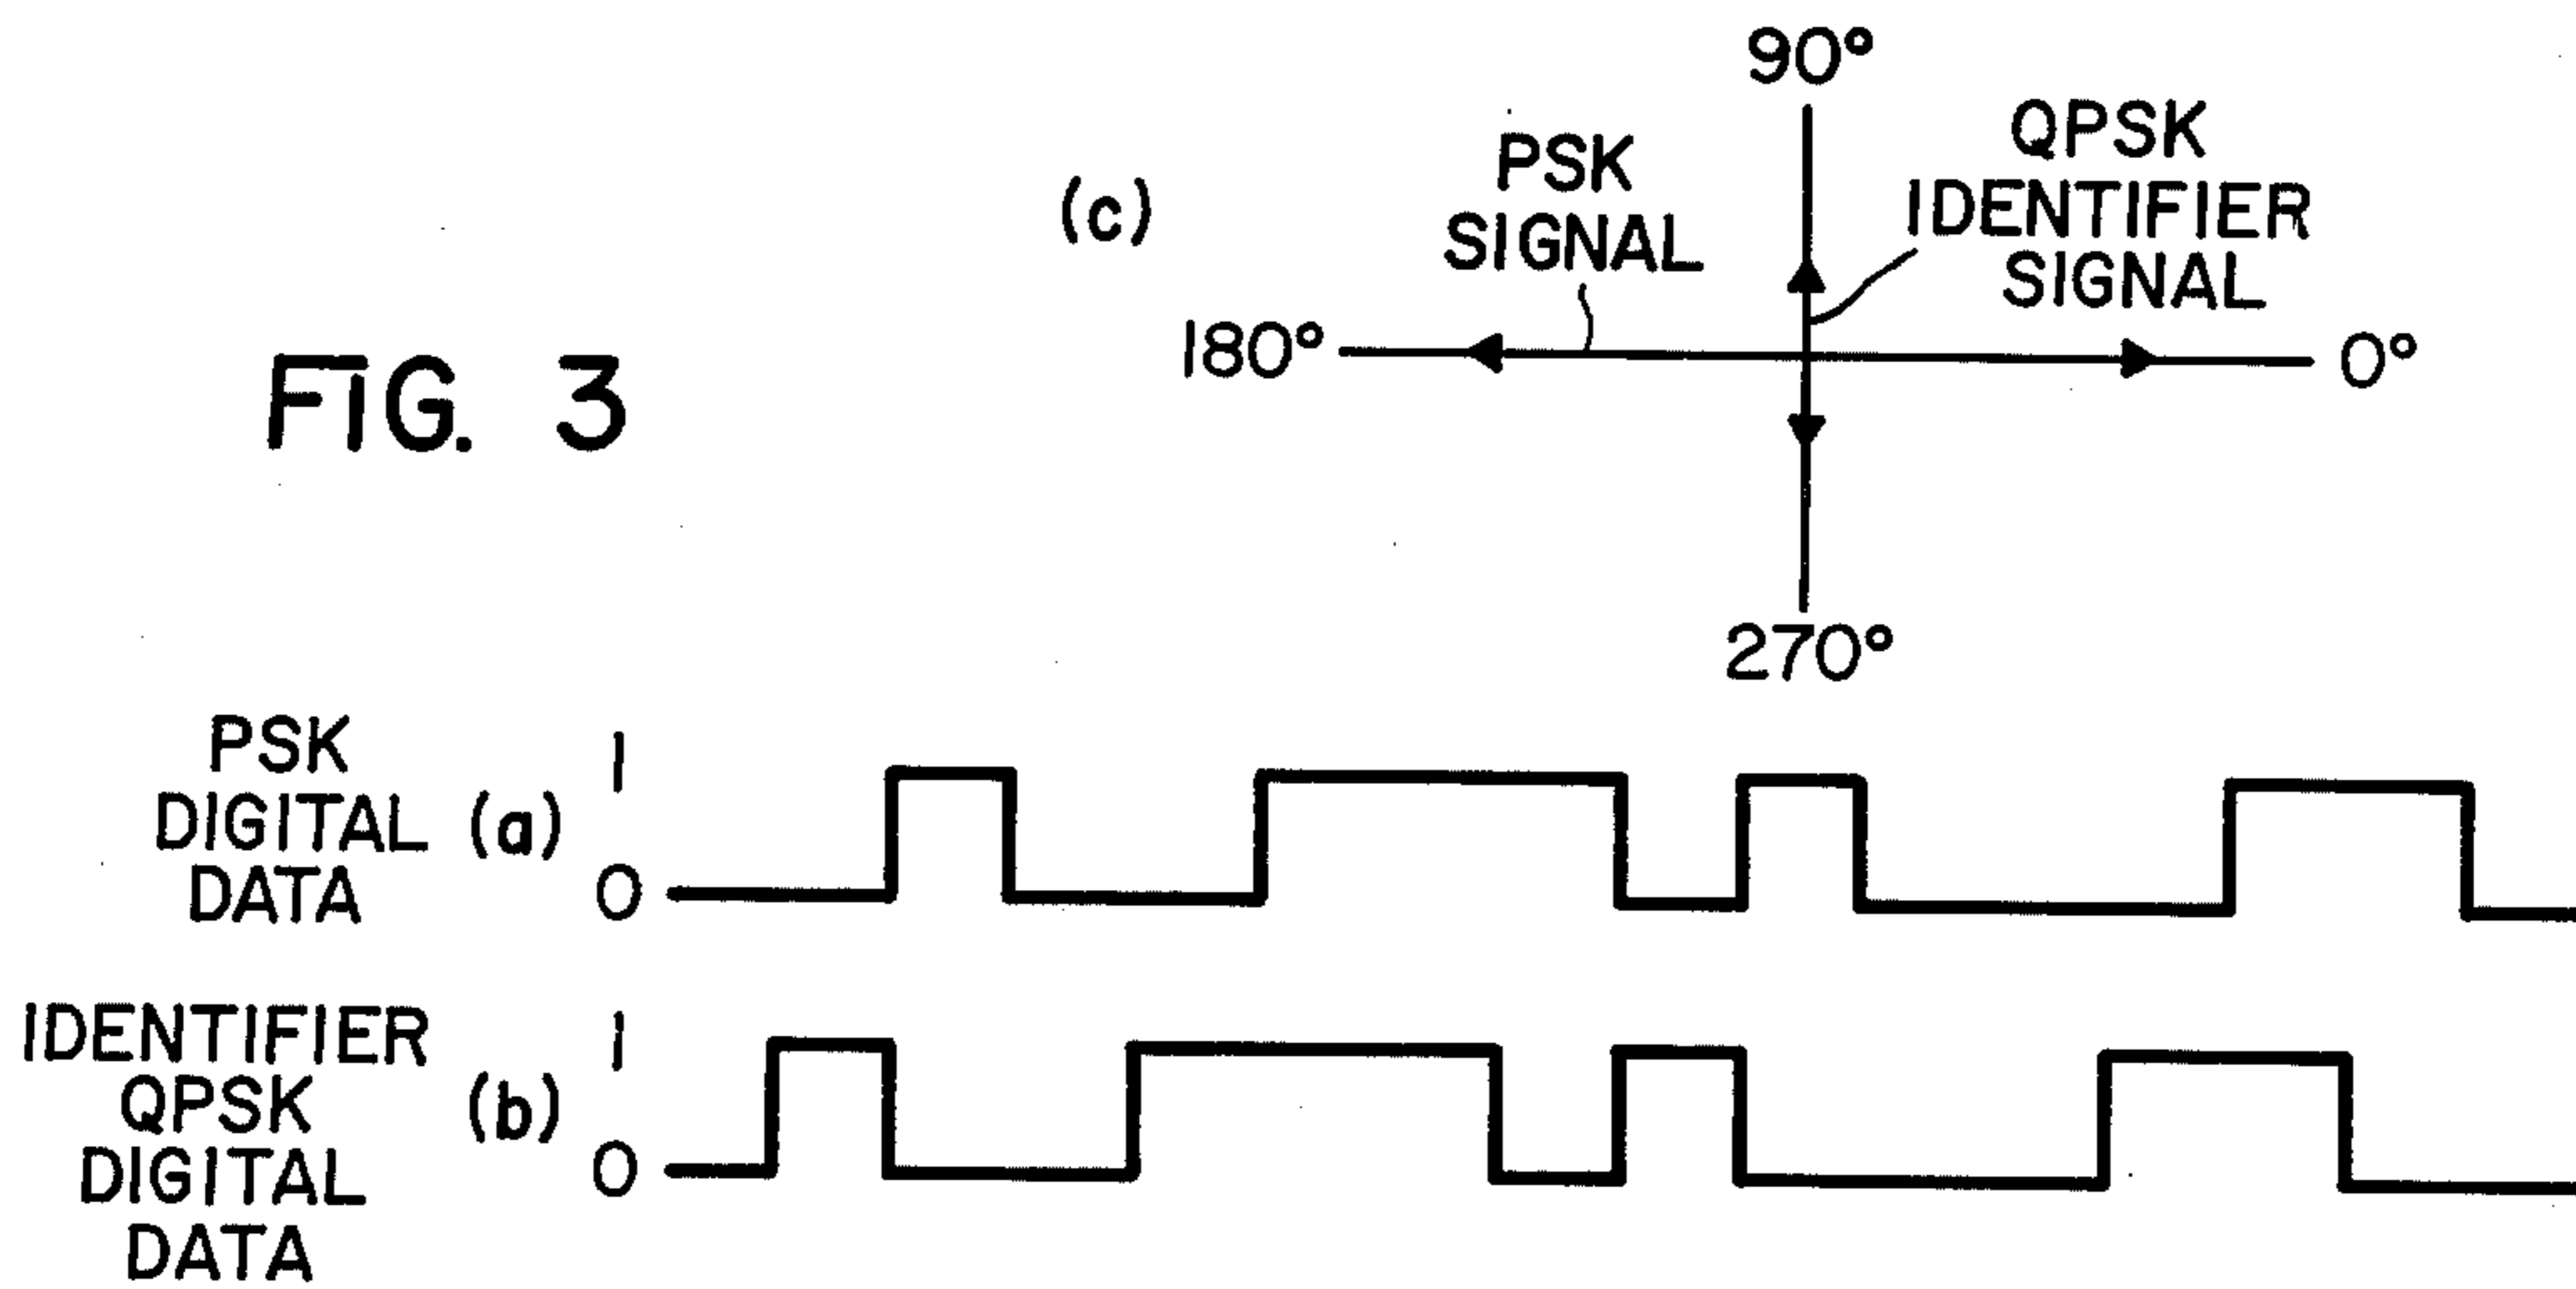 FIG. 3
(c)
90°
PSK
SIGNAL
QPSK
IDENTIFIER
SIGNAL
180°
0°
270°
PSK
DIGITAL
DATA
(a)
1
0
IDENTIFIER
QPSK
DIGITAL
DATA
(b)
1
0